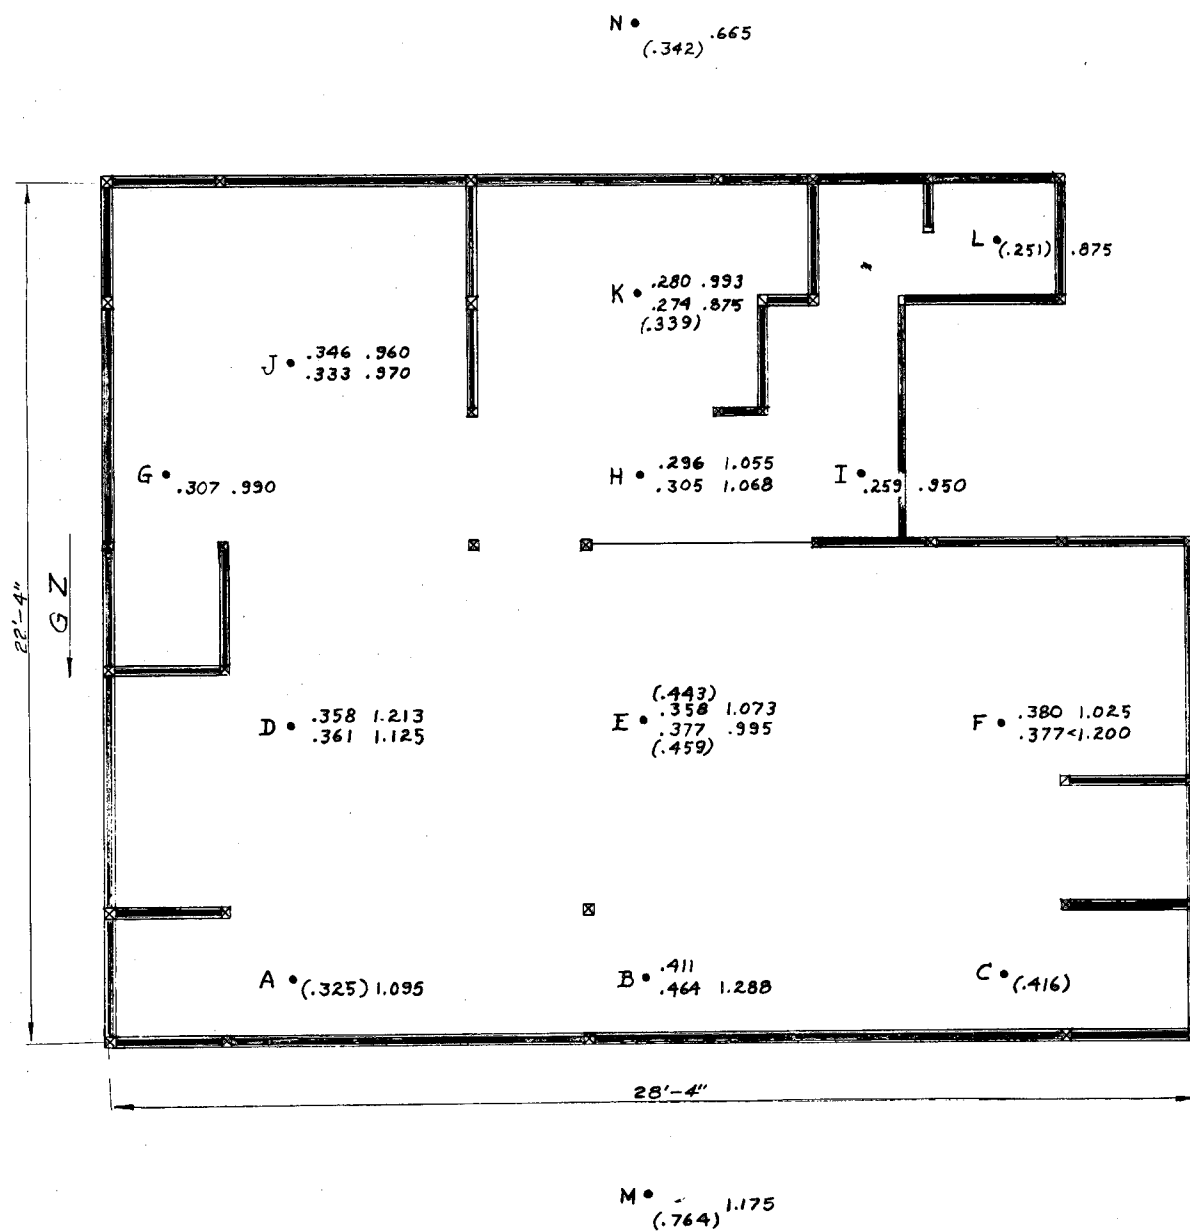 N
(.342) .665
L
(.251) .875
K
.280 .993
.274 .875
(.339)
J
.346 .960
.333 .970
G
.307 .990
H
.296 1.055
.305 1.068
I
.259 .950
22'-4"
GZ
D
.358 1.213
.361 1.125
E
(.443)
.358 1.073
.377 .995
(.459)
F
.380 1.025
.377<1.200
A
(.325) 1.095
B
.411
.464 1.288
C
(.416)
28'-4"
M
(.764) 1.175